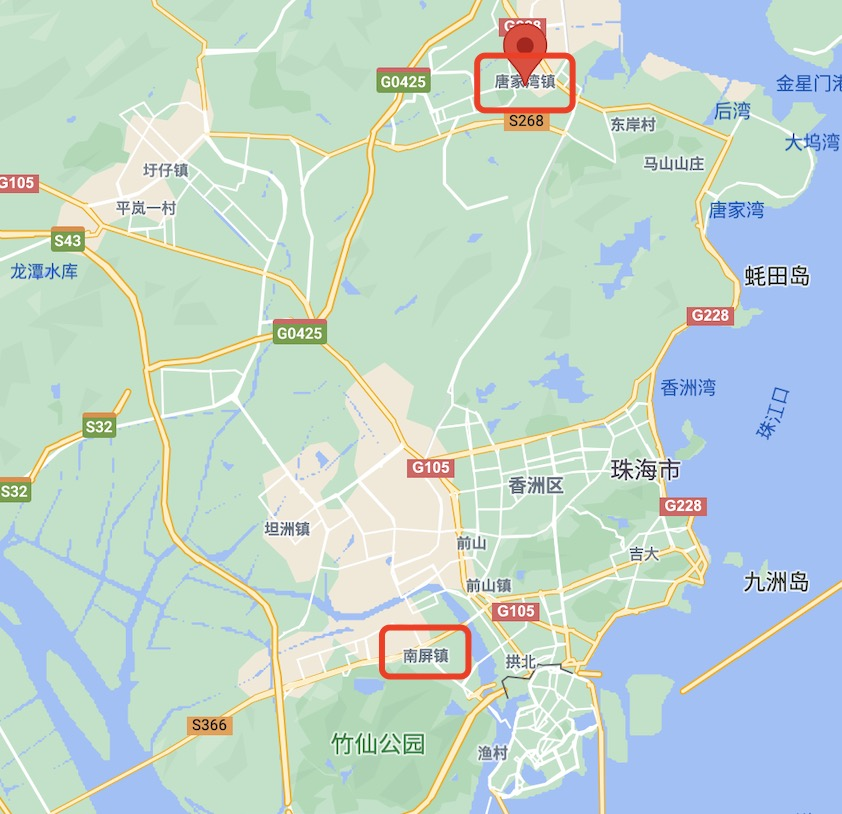 G228
唐家湾镇
G0425
金星门港
后湾
S268
东岸村
大坞湾
马山山庄
圩仔镇
G105
平岚一村
唐家湾
S43
龙潭水库
蚝田岛
G228
G0425
香洲湾
珠江口
S32
G105
珠海市
香洲区
S32
G228
坦洲镇
前山
吉大
九洲岛
前山镇
G105
南屏镇
拱北
S366
竹仙公园
渔村